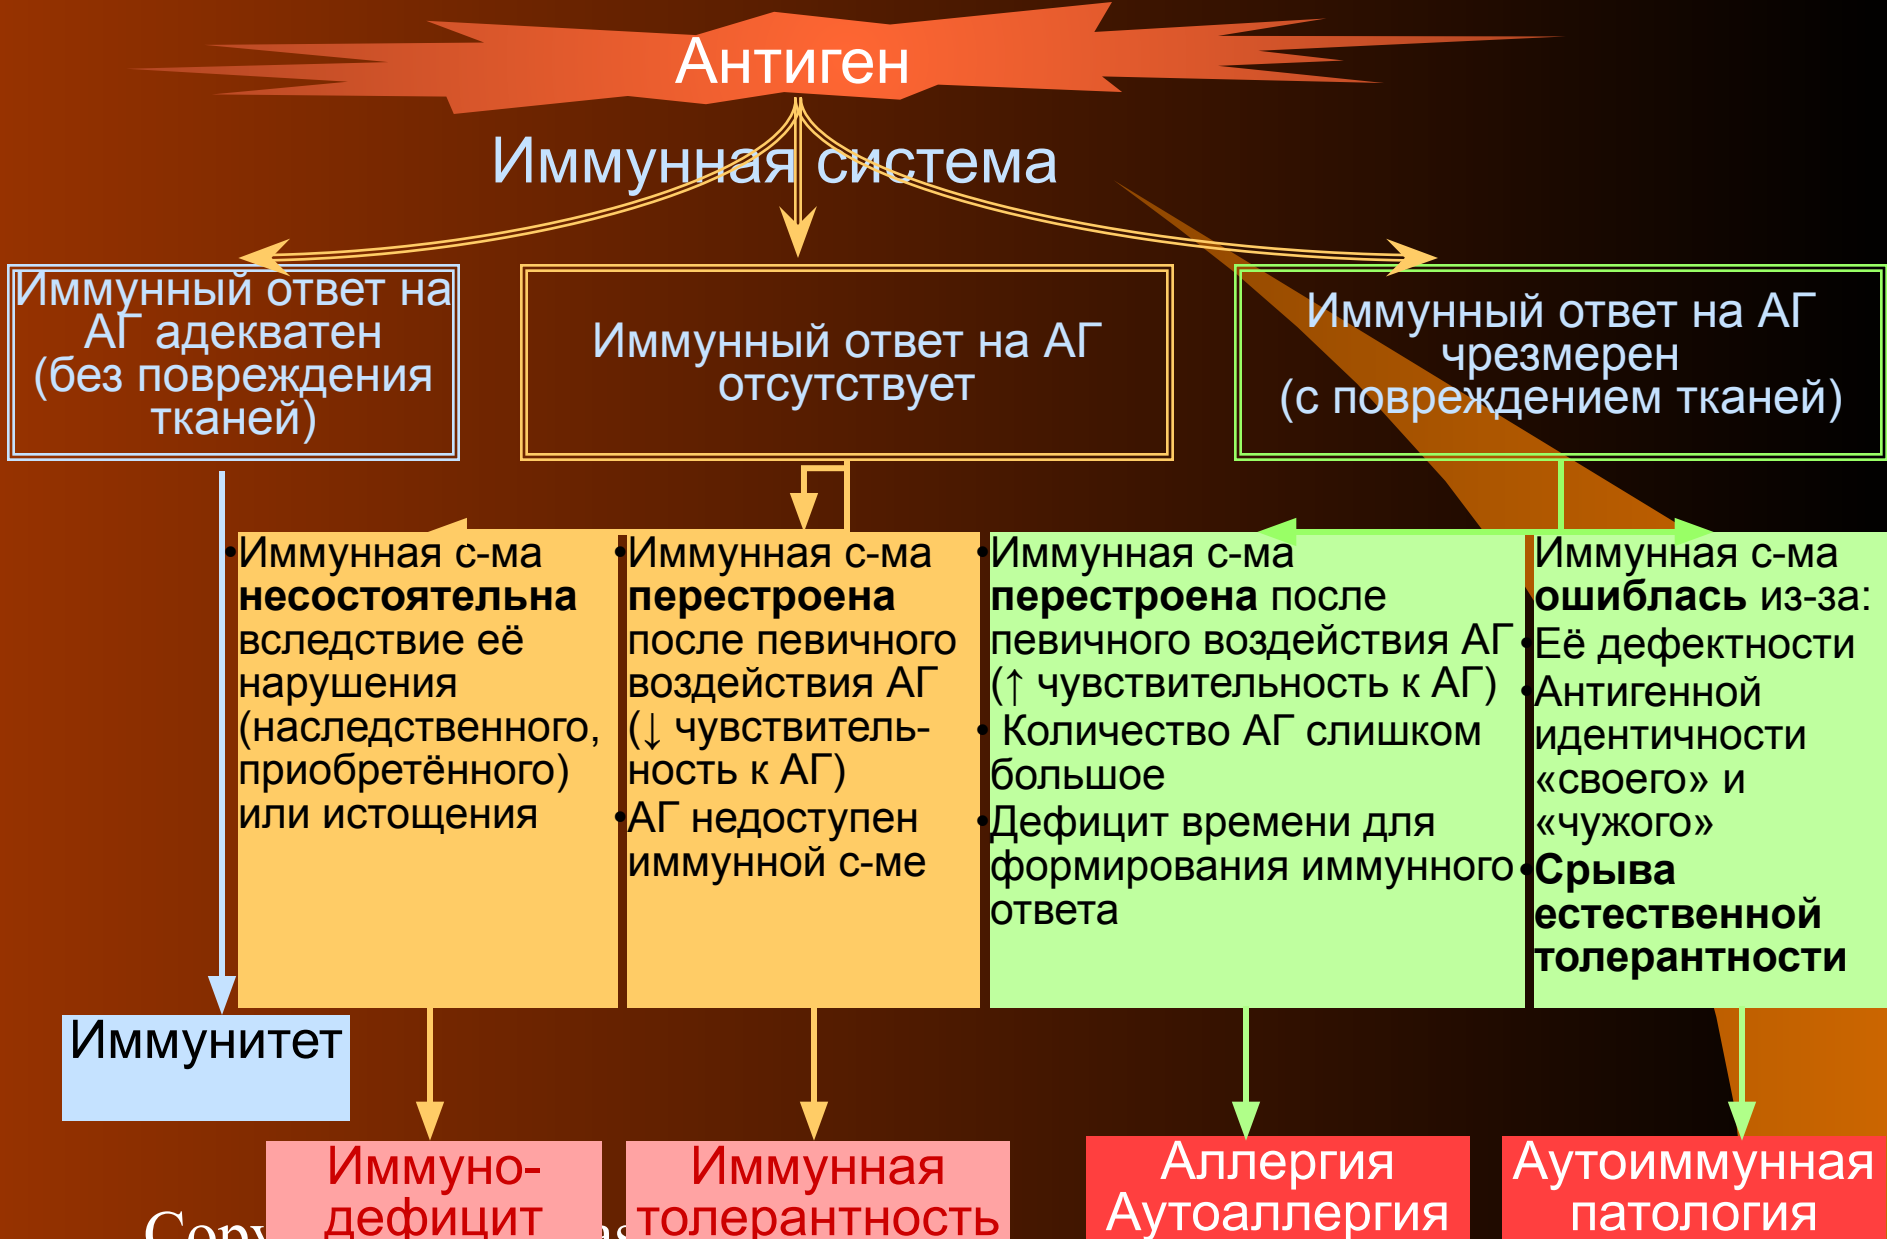 Антиген
Иммунная система
Иммунный ответ на
АГ адекватен
(без повреждения
тканей)
Иммунный ответ на АГ
отсутствует
Иммунный ответ на АГ
чрезмерен
(с повреждением тканей)
•Иммунная с-ма
несостоятельна
вследствие её
нарушения
(наследственного,
приобретённого)
или истощения
•Иммунная с-ма
перестроена
после певичного
воздействия АГ
(↓ чувствитель-
ность к АГ)
•АГ недоступен
иммунной с-ме
•Иммунная с-ма
перестроена после
певичного воздействия АГ
(↑ чувствительность к АГ)
• Количество АГ слишком
большое
•Дефицит времени для
формирования иммунного
ответа
Иммунная с-ма
ошиблась из-за:
•Её дефектности
•Антигенной
идентичности
«своего» и
«чужого»
•Срыва
естественной
толерантности
Иммунитет
Иммуно-
дефицит
Иммунная
толерантность
Аллергия
Аутоаллергия
Аутоиммунная
патология